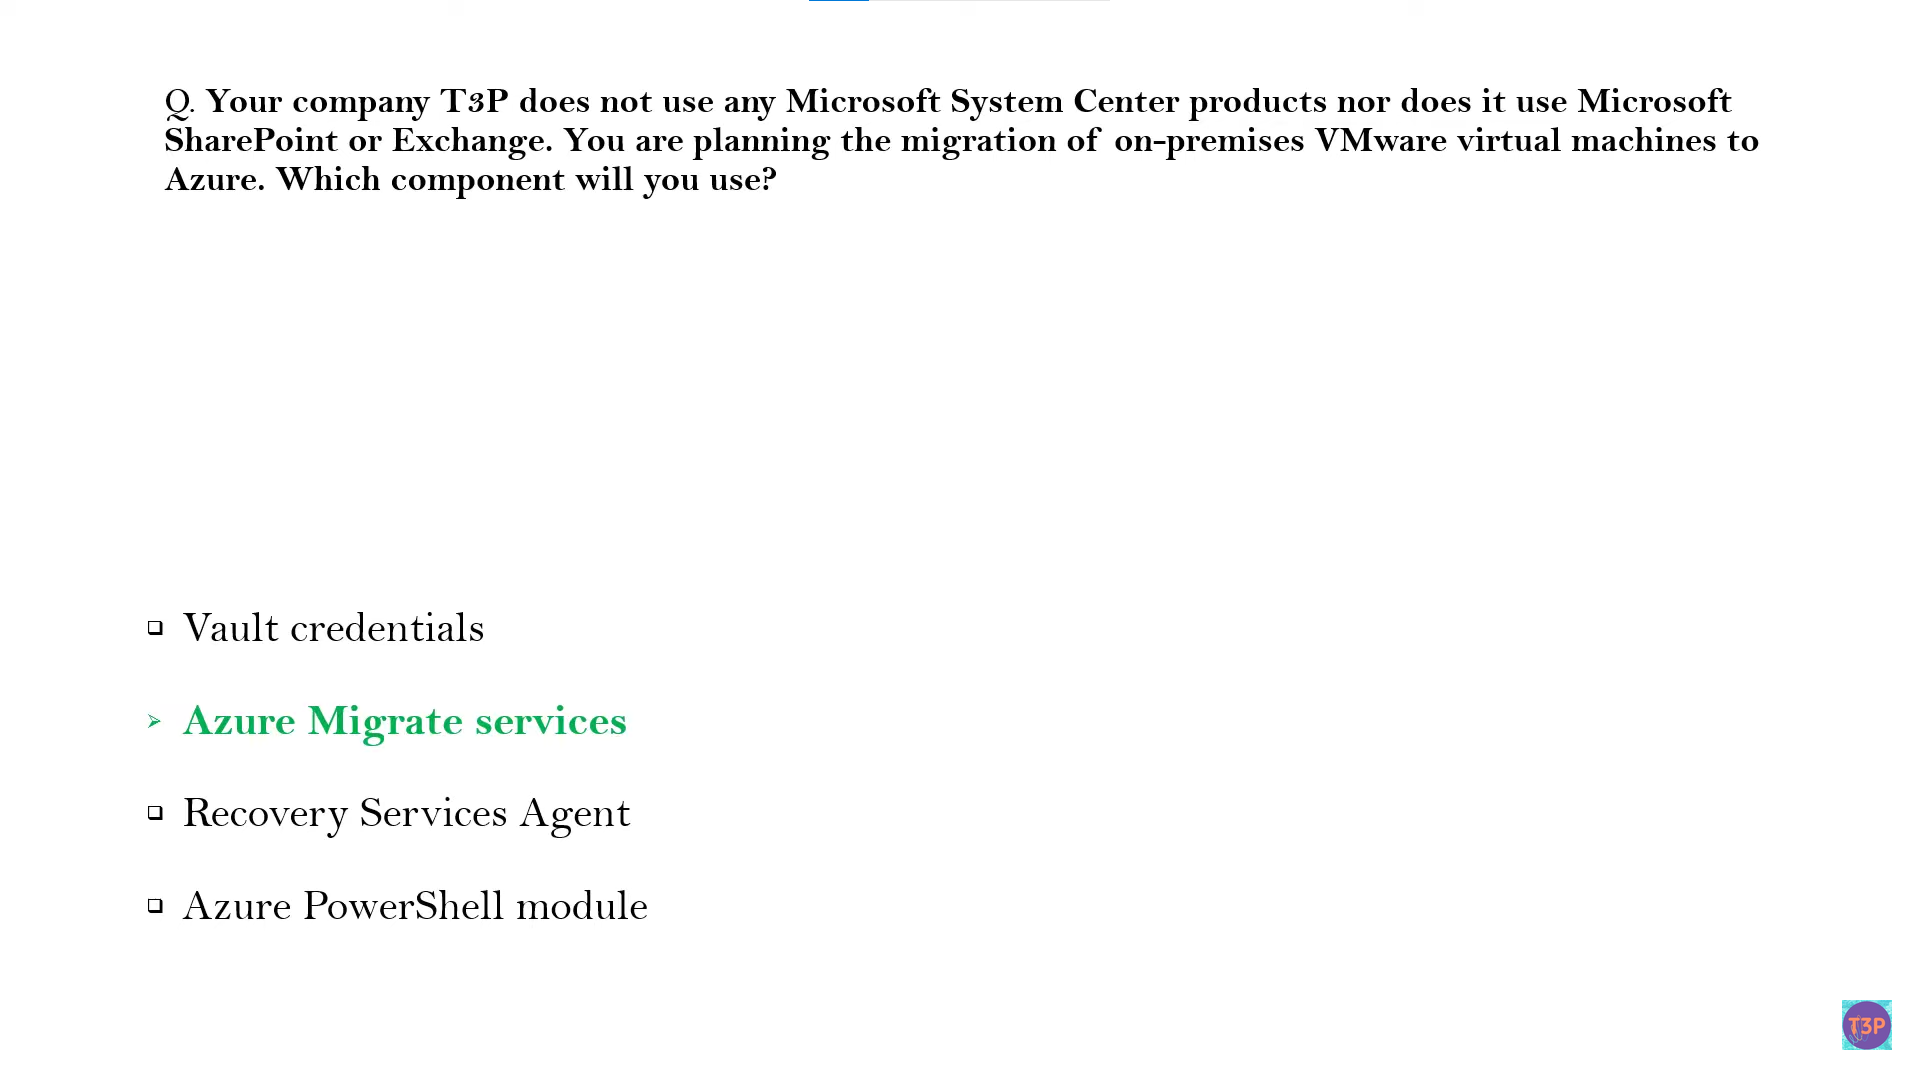 Q. Your company T3P does not use any Microsoft System Center products nor does it use Microsoft
SharePoint or Exchange. You are planning the migration of on-premises VMware virtual machines to
Azure. Which component will you use?
Vault credentials
Azure Migrate services
Recovery Services Agent
Azure PowerShell module
T3P